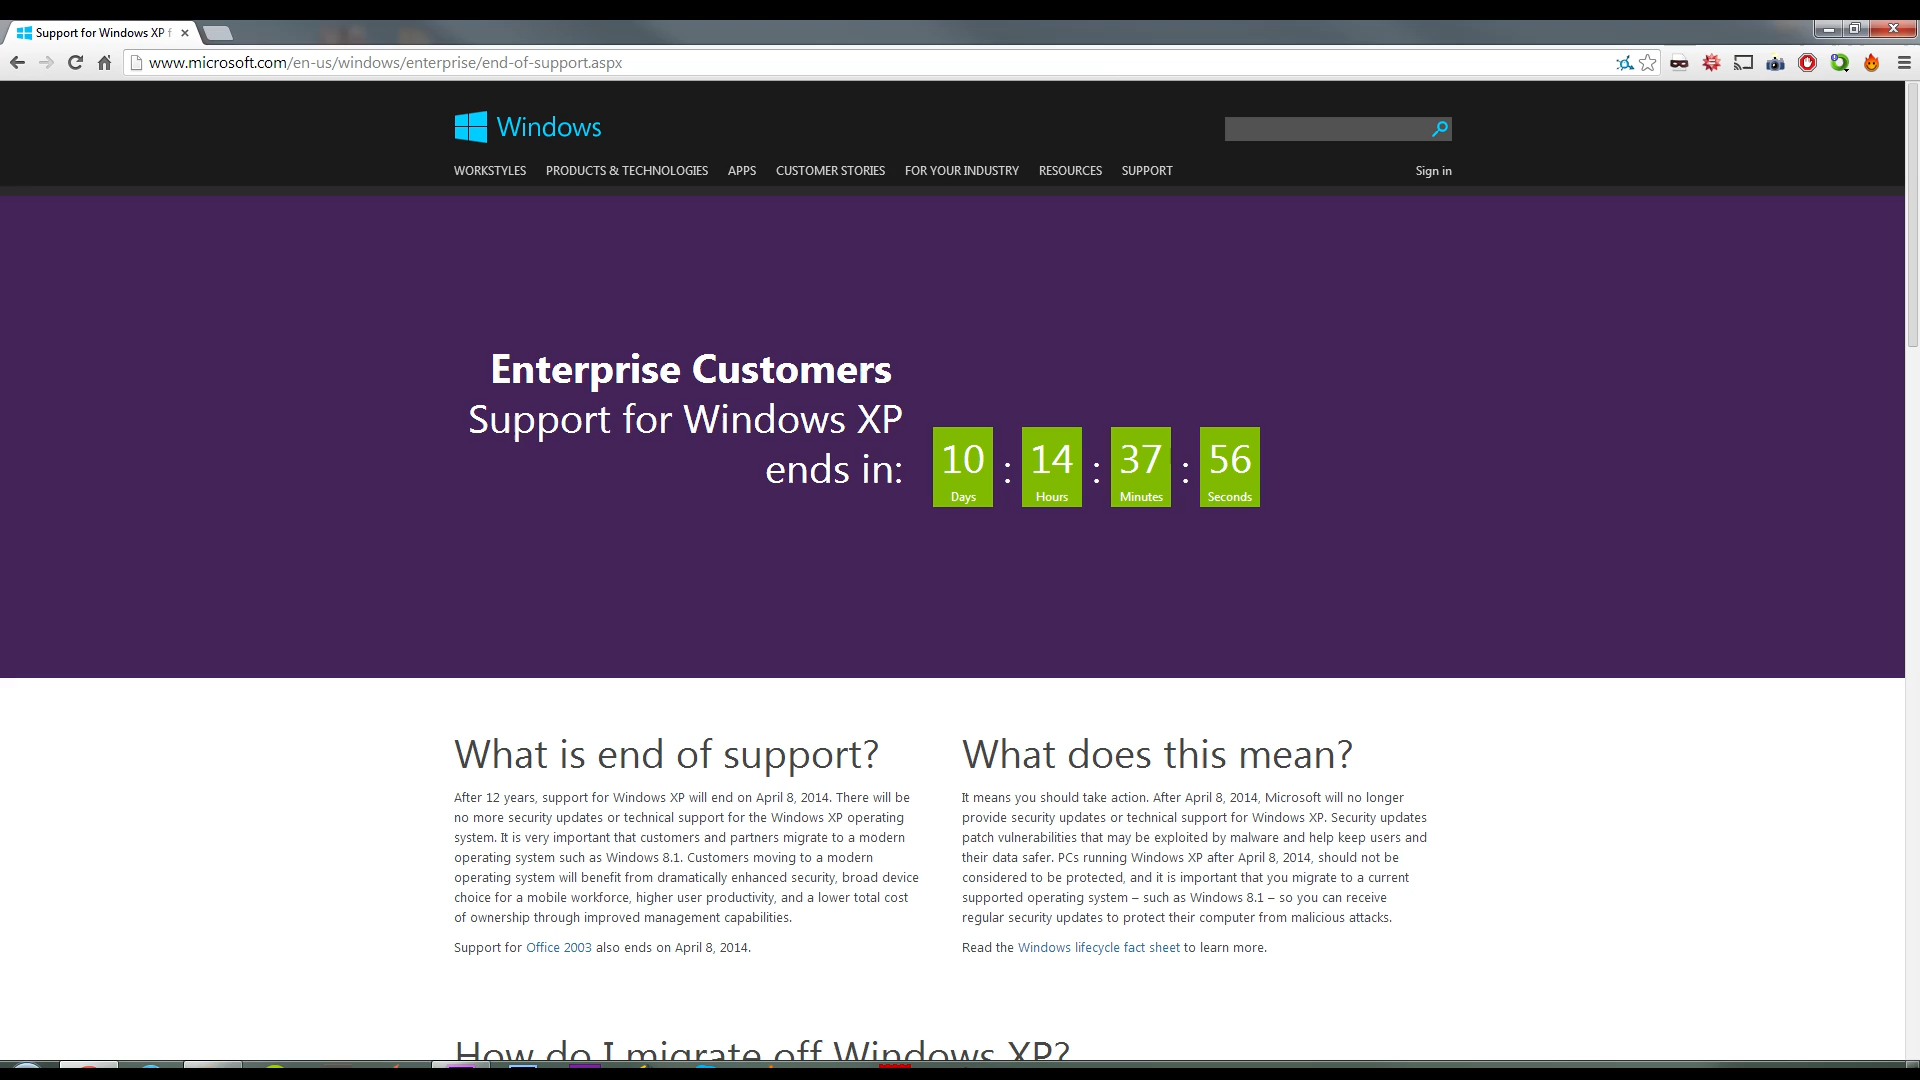 Support for Windows XP f
www.microsoft.com/en-us/windows/enterprise/end-of-support.aspx
Windows
WORKSTYLES PRODUCTS & TECHNOLOGIES APPS CUSTOMER STORIES FOR YOUR INDUSTRY RESOURCES SUPPORT Sign in
Enterprise Customers
Support for Windows XP
ends in:
10 : 14 : 37 : 56
Days Hours Minutes Seconds
What is end of support?
After 12 years, support for Windows XP will end on April 8, 2014. There will be
no more security updates or technical support for the Windows XP operating
system. It is very important that customers and partners migrate to a modern
operating system such as Windows 8.1. Customers moving to a modern
operating system will benefit from dramatically enhanced security, broad device
choice for a mobile workforce, higher user productivity, and a lower total cost
of ownership through improved management capabilities.
Support for Office 2003 also ends on April 8, 2014.
What does this mean?
It means you should take action. After April 8, 2014, Microsoft will no longer
provide security updates or technical support for Windows XP. Security updates
patch vulnerabilities that may be exploited by malware and help keep users and
their data safer. PCs running Windows XP after April 8, 2014, should not be
considered to be protected, and it is important that you migrate to a current
supported operating system – such as Windows 8.1 – so you can receive
regular security updates to protect their computer from malicious attacks.
Read the Windows lifecycle fact sheet to learn more.
How do I migrate off Windows XP?